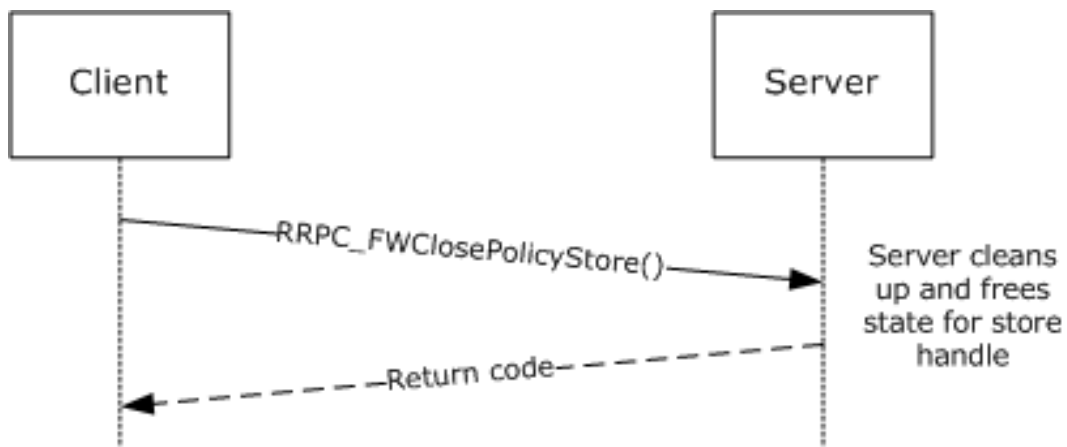 Client
Server
RRPC_FWClosePolicyStore()
Server cleans
up and frees
state for store
handle
Return code